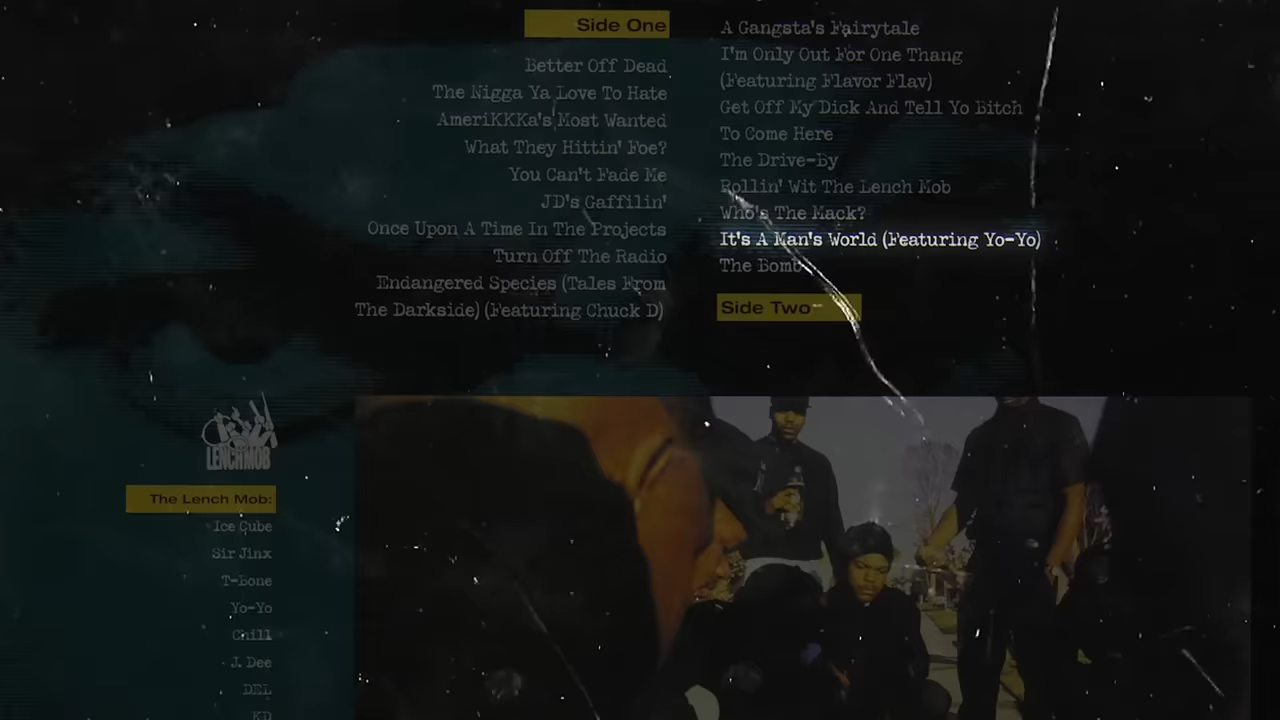 Side One
Better Off Dead
The Nigga Ya Love To Hate
AmeriKKKa's Most Wanted
What They Hittin' Foe?
You Can't Fade Me
JD's Gaffilin'
Once Upon A Time In The Projects
Turn Off The Radio
Endangered Species (Tales From
The Darkside) (Featuring Chuck D)
A Gangsta's Fairytale
I'm Only Out For One Thang
(Featuring Flavor Flav)
Get Off My Dick And Tell Yo Bitch
To Come Here
The Drive-By
Rollin' Wit The Lench Mob
Who's The Mack?
It's A Man's World (Featuring Yo-Yo)
The Bomb
Side Two
LENCHMOB
The Lench Mob:
Ice Cube
Sir Jinx
T-Bone
Yo-Yo
Chill
J. Dee
DEL
KD